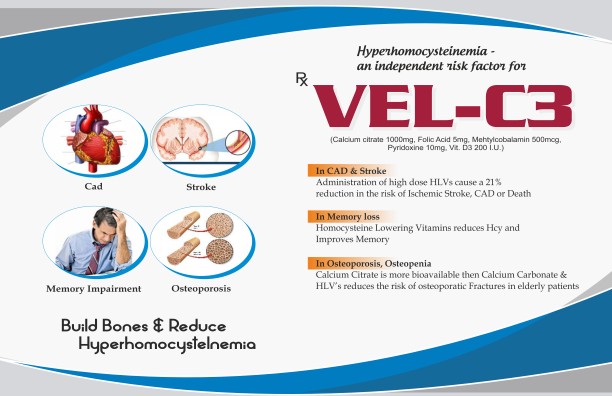 Hyperhomocysteinemia -
an independent risk factor for
Rx
VEL-C3
(Calcium citrate 1000mg, Folic Acid 5mg, Mehtylcobalamin 500mcg,
Pyridoxine 10mg, Vit. D3 200 I.U.)
In CAD & Stroke
Administration of high dose HLVs cause a 21%
reduction in the risk of Ischemic Stroke, CAD or Death
In Memory loss
Homocysteine Lowering Vitamins reduces Hcy and
Improves Memory
In Osteoporosis, Osteopenia
Calcium Citrate is more bioavailable then Calcium Carbonate &
HLV's reduces the risk of osteoporatic Fractures in elderly patients
Cad
Stroke
Memory Impairment
Osteoporosis
Build Bones & Reduce
Hyperhomocysteinemia